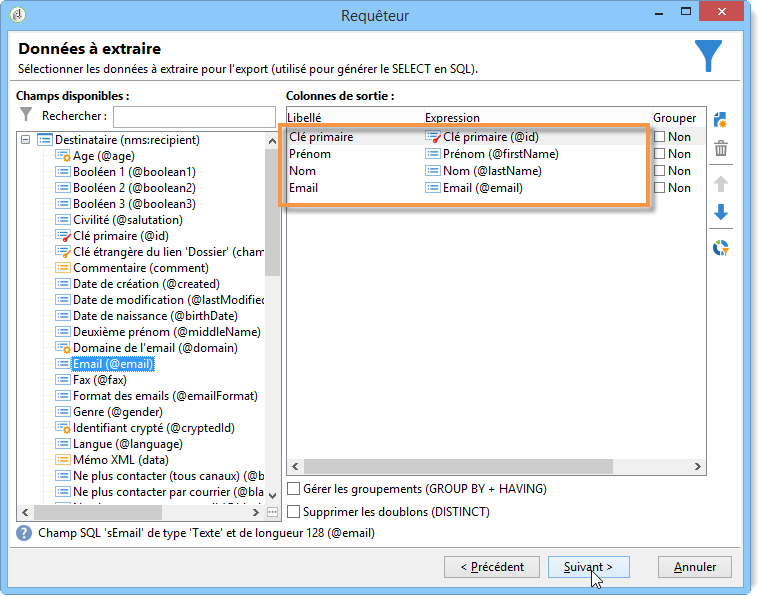 Requêteur
Données à extraire
Sélectionner les données à extraire pour l'export (utilisé pour générer le SELECT en SQL).
Champs disponibles :
Rechercher :
Destinataire (nms:recipient)
Age (@age)
Booléen 1 (@boolean1)
Booléen 2 (@boolean2)
Booléen 3 (@boolean3)
Civilité (@salutation)
Clé primaire (@id)
Clé étrangère du lien 'Dossier' (cham
Commentaire (comment)
Date de création (@created)
Date de modification (@lastModified
Date de naissance (@birthDate)
Deuxième prénom (@middleName)
Domaine de l'email (@domain)
Email (@email)
Fax (@fax)
Format des emails (@emailFormat)
Genre (@gender)
Identifiant crypté (@cryptedId)
Langue (@language)
Mémo XML (data)
Ne plus contacter (tous canaux) (@b
Ne plus contacter par courrier (@bla
Colonnes de sortie :
Libellé Expression Grouper
Clé primaire Clé primaire (@id) Non
Prénom Prénom (@firstName) Non
Nom Nom (@lastName) Non
Email Email (@email) Non
Gérer les groupements (GROUP BY + HAVING)
Supprimer les doublons (DISTINCT)
Champ SQL 'sEmail' de type 'Texte' et de longueur 128 (@email)
< Précédent Suivant > Annuler